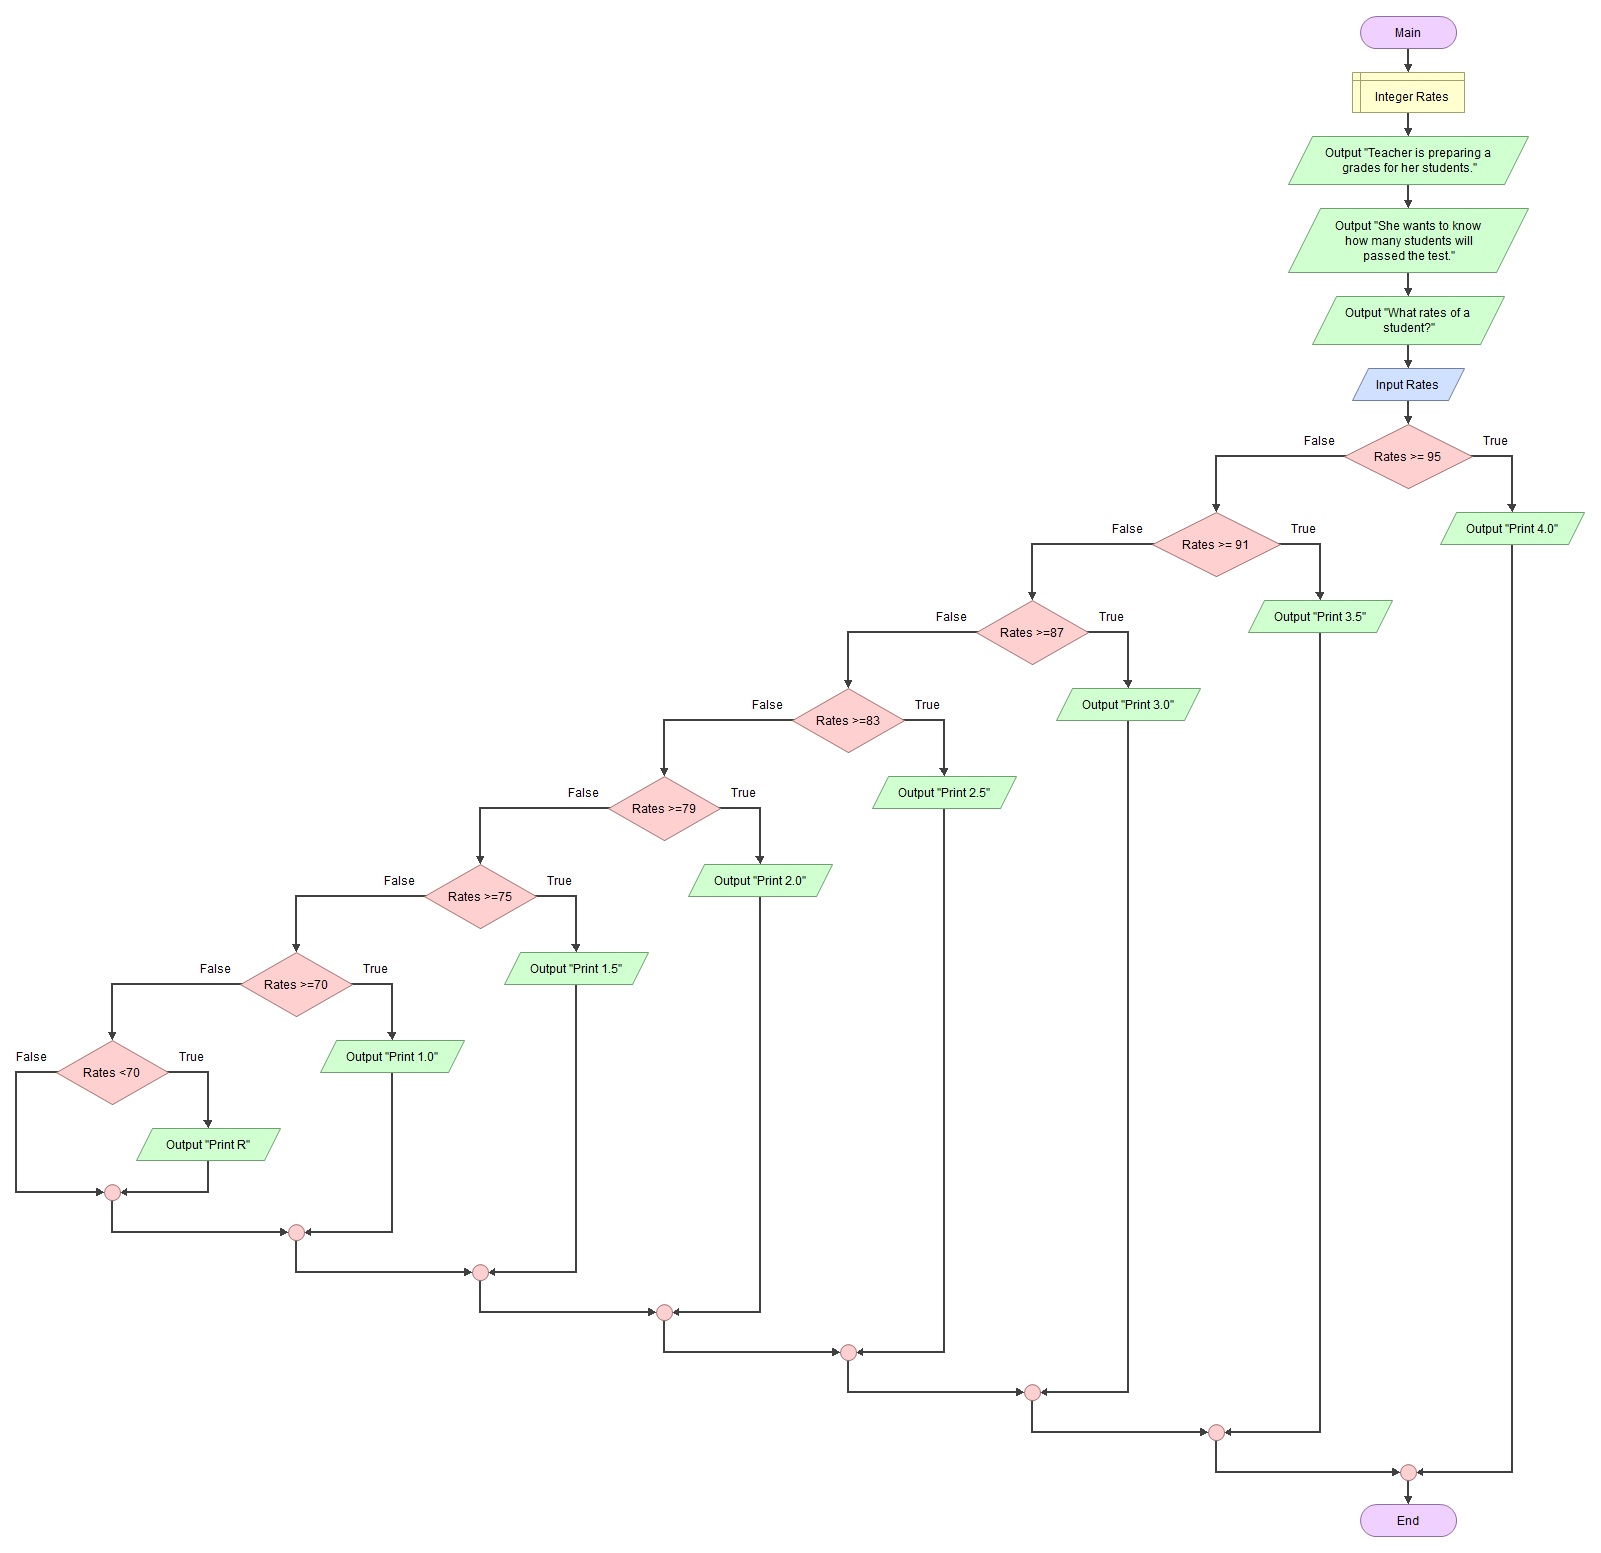 Main
Integer Rates
Output "Teacher is preparing a
grades for her students."
Output "She wants to know
how many students will
passed the test."
Output "What rates of a
student?"
Input Rates
False
True
Rates >= 95
Output "Print 4.0"
False
True
Rates >= 91
Output "Print 3.5"
False
True
Rates >=87
Output "Print 3.0"
False
True
Rates >=83
Output "Print 2.5"
False
True
Rates >=79
Output "Print 2.0"
False
True
Rates >=75
Output "Print 1.5"
False
True
Rates >=70
Output "Print 1.0"
False
True
Rates <70
Output "Print R"
End